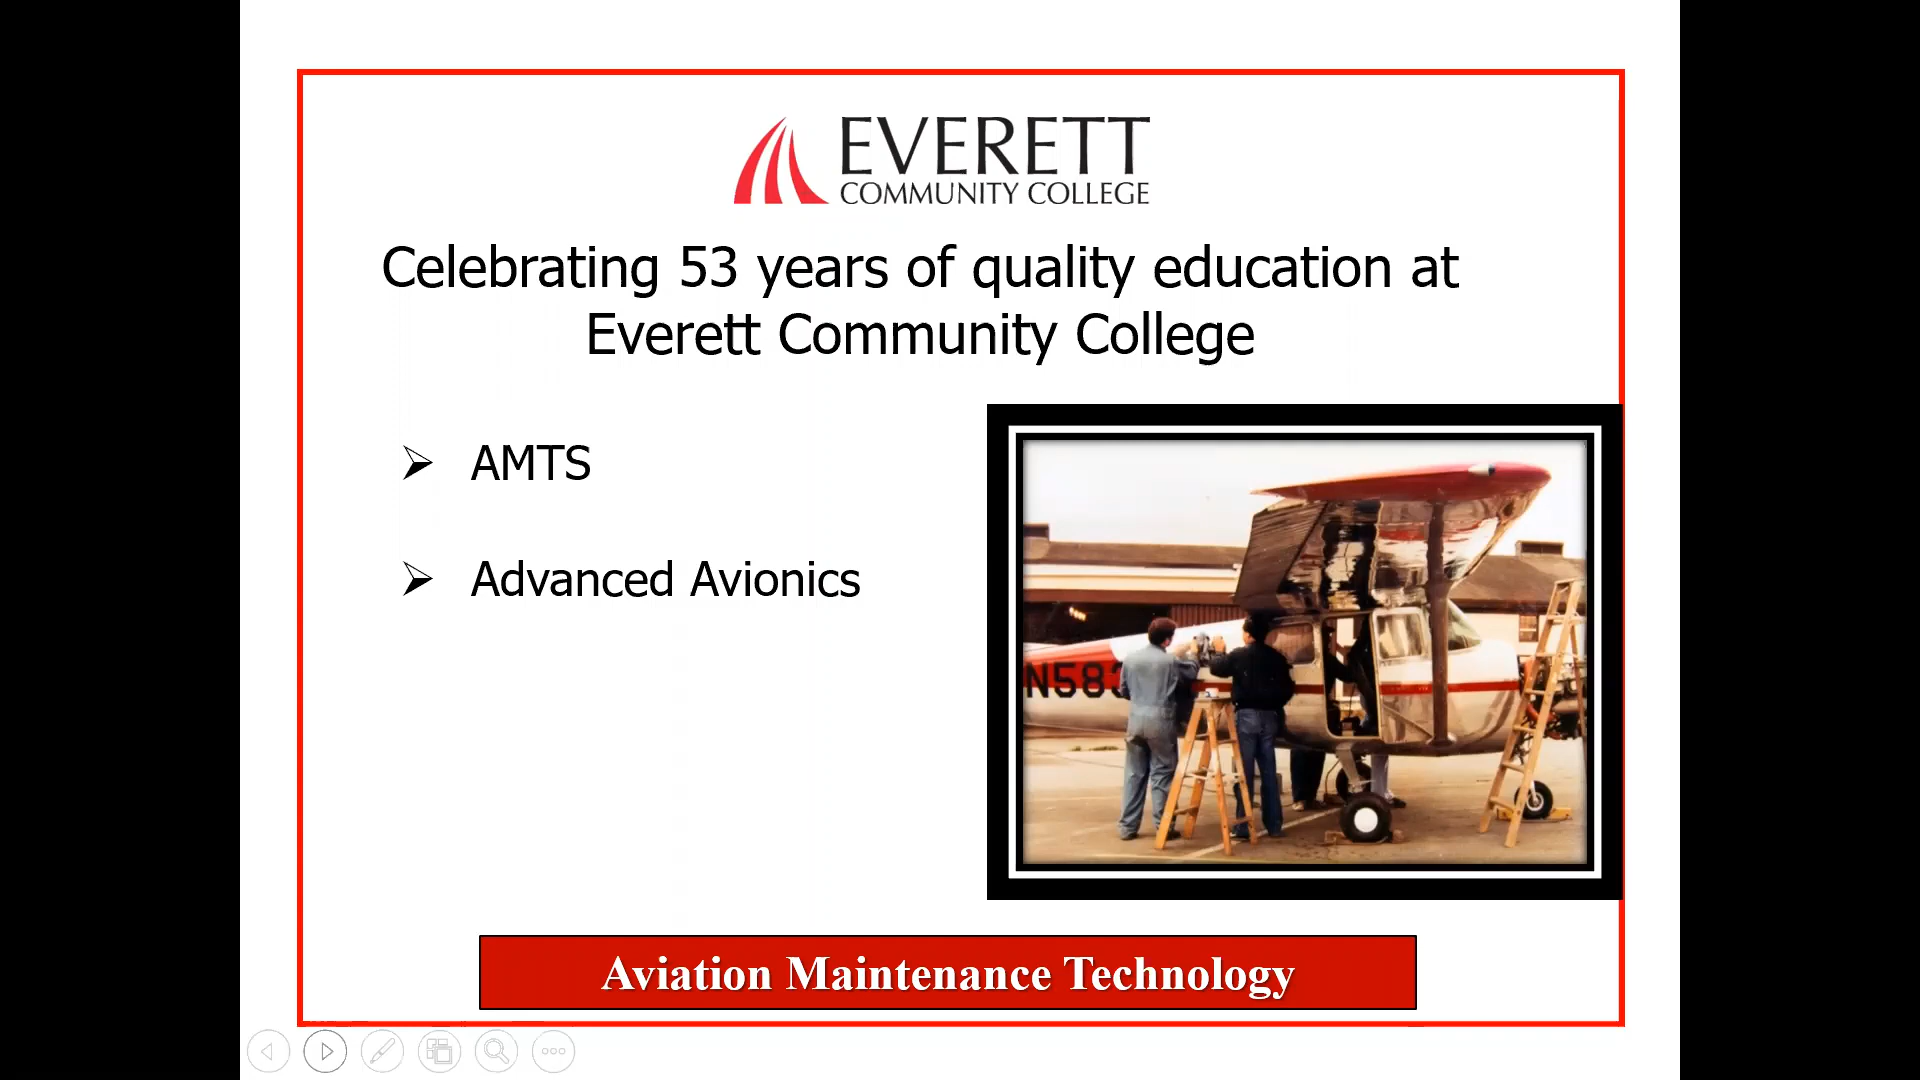 EVERETT
COMMUNITY COLLEGE
Celebrating 53 years of quality education at
Everett Community College
AMTS
Advanced Avionics
N583
Aviation Maintenance Technology